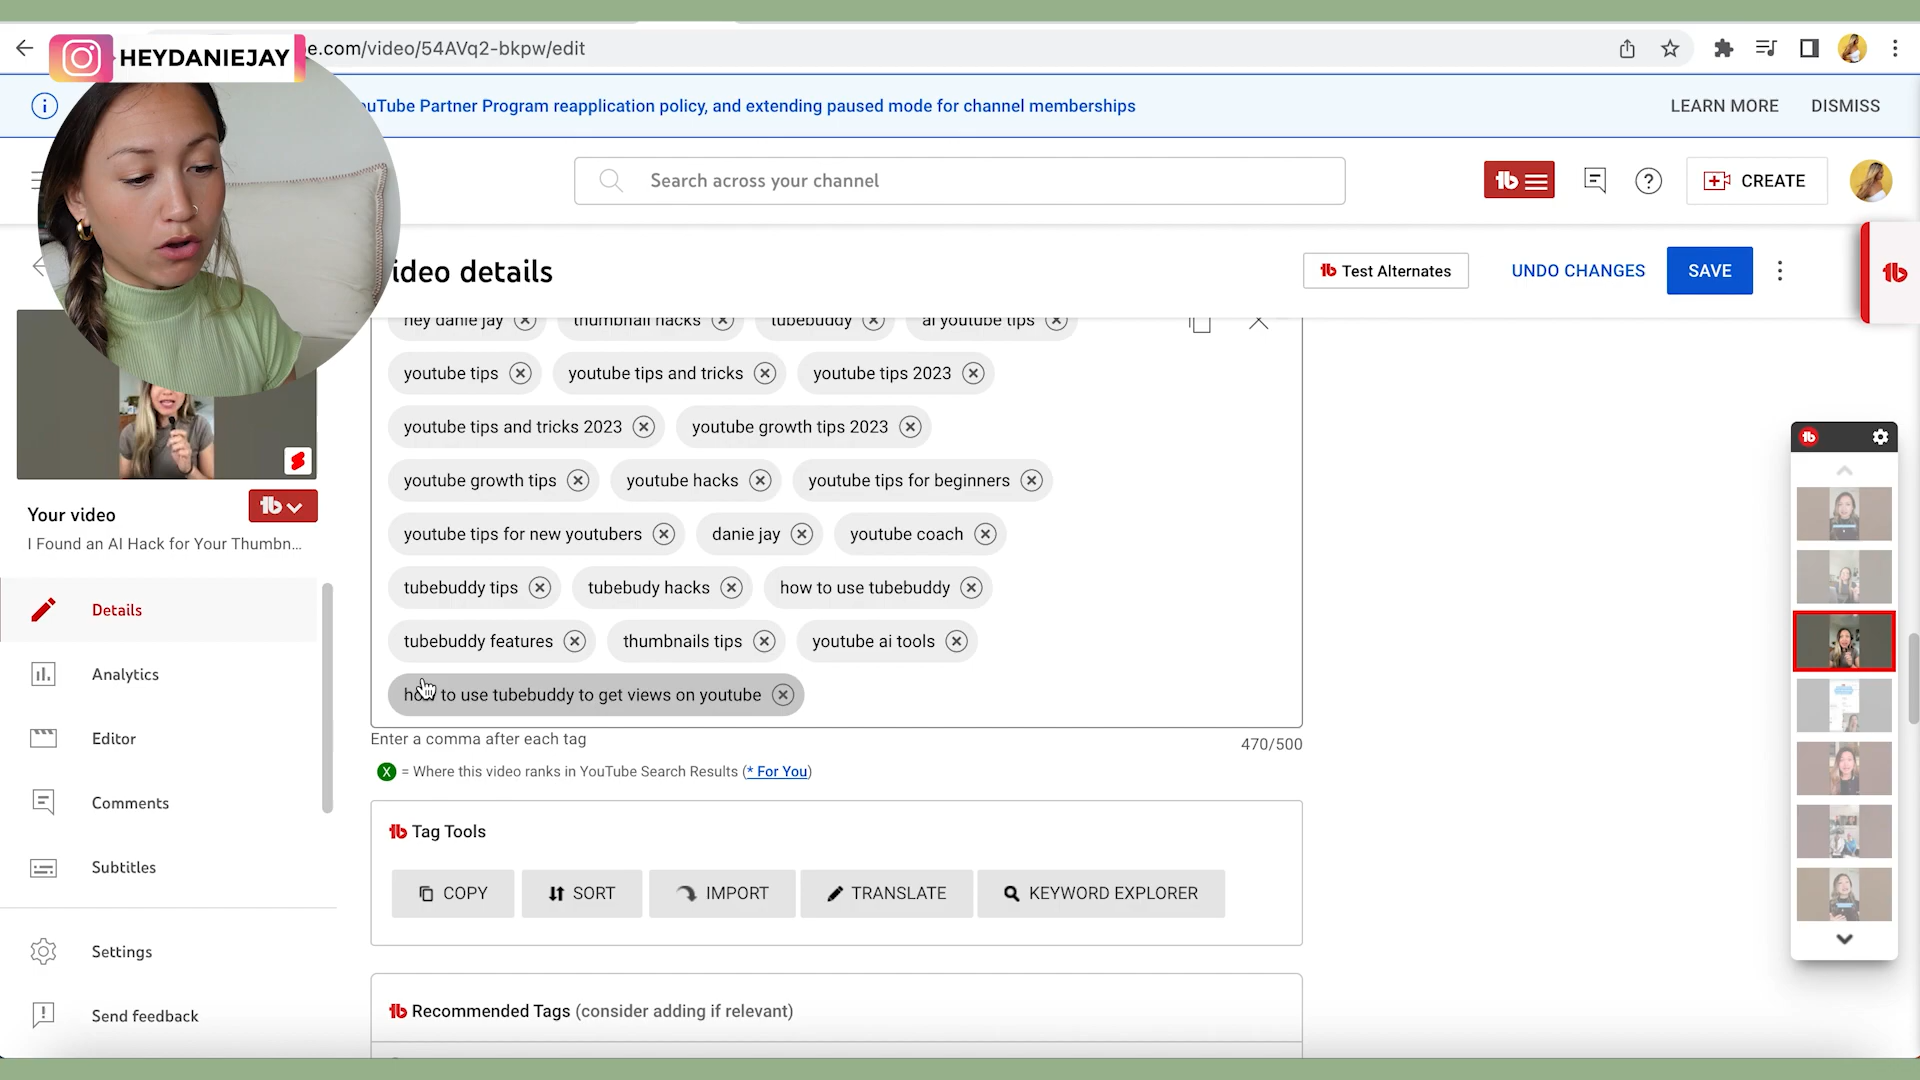 HEYDANIEJAY
e.com/video/54AVq2-bkpw/edit
uTube Partner Program reapplication policy, and extending paused mode for channel memberships
LEARN MORE
DISMISS
Search across your channel
CREATE
ideo details
Test Alternates
UNDO CHANGES
SAVE
hey danie jay
thumbnail hacks
tubebuddy
ai youtube tips
youtube tips
youtube tips and tricks
youtube tips 2023
youtube tips and tricks 2023
youtube growth tips 2023
youtube growth tips
youtube hacks
youtube tips for beginners
youtube tips for new youtubers
danie jay
youtube coach
tubebuddy tips
tubebudy hacks
how to use tubebuddy
tubebuddy features
thumbnails tips
youtube ai tools
how to use tubebuddy to get views on youtube
Enter a comma after each tag
470/500
X = Where this video ranks in YouTube Search Results (* For You)
Tag Tools
COPY
SORT
IMPORT
TRANSLATE
KEYWORD EXPLORER
Recommended Tags (consider adding if relevant)
Your video
I Found an AI Hack for Your Thumbn...
Details
Analytics
Editor
Comments
Subtitles
Settings
Send feedback